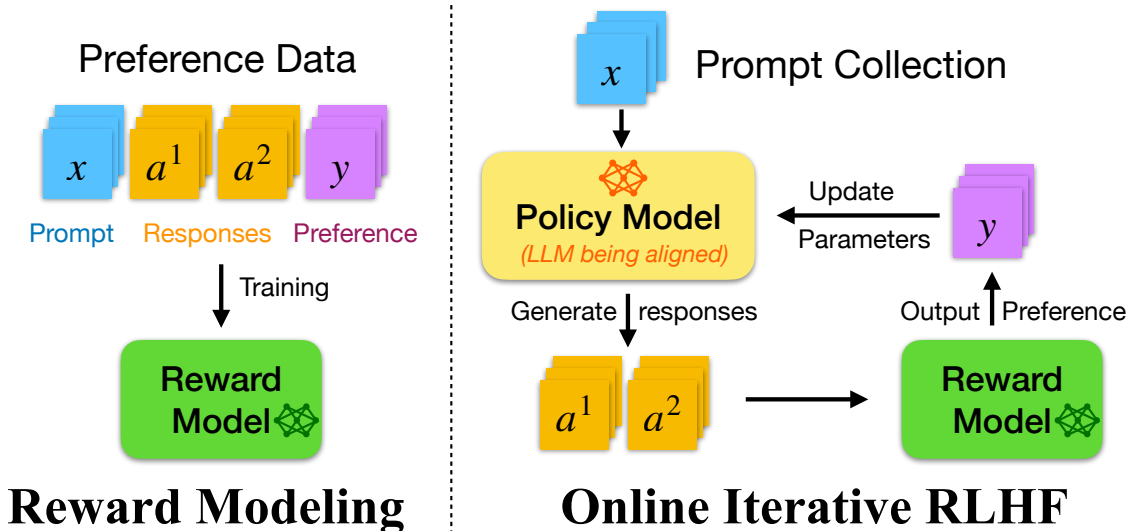 Preference Data
x a¹ a² y
Prompt Responses Preference
Training
Reward
Model
Reward Modeling
x Prompt Collection
Policy Model
(LLM being aligned)
Update
Parameters
y
Generate responses
Output Preference
a¹ a²
Reward
Model
Online Iterative RLHF